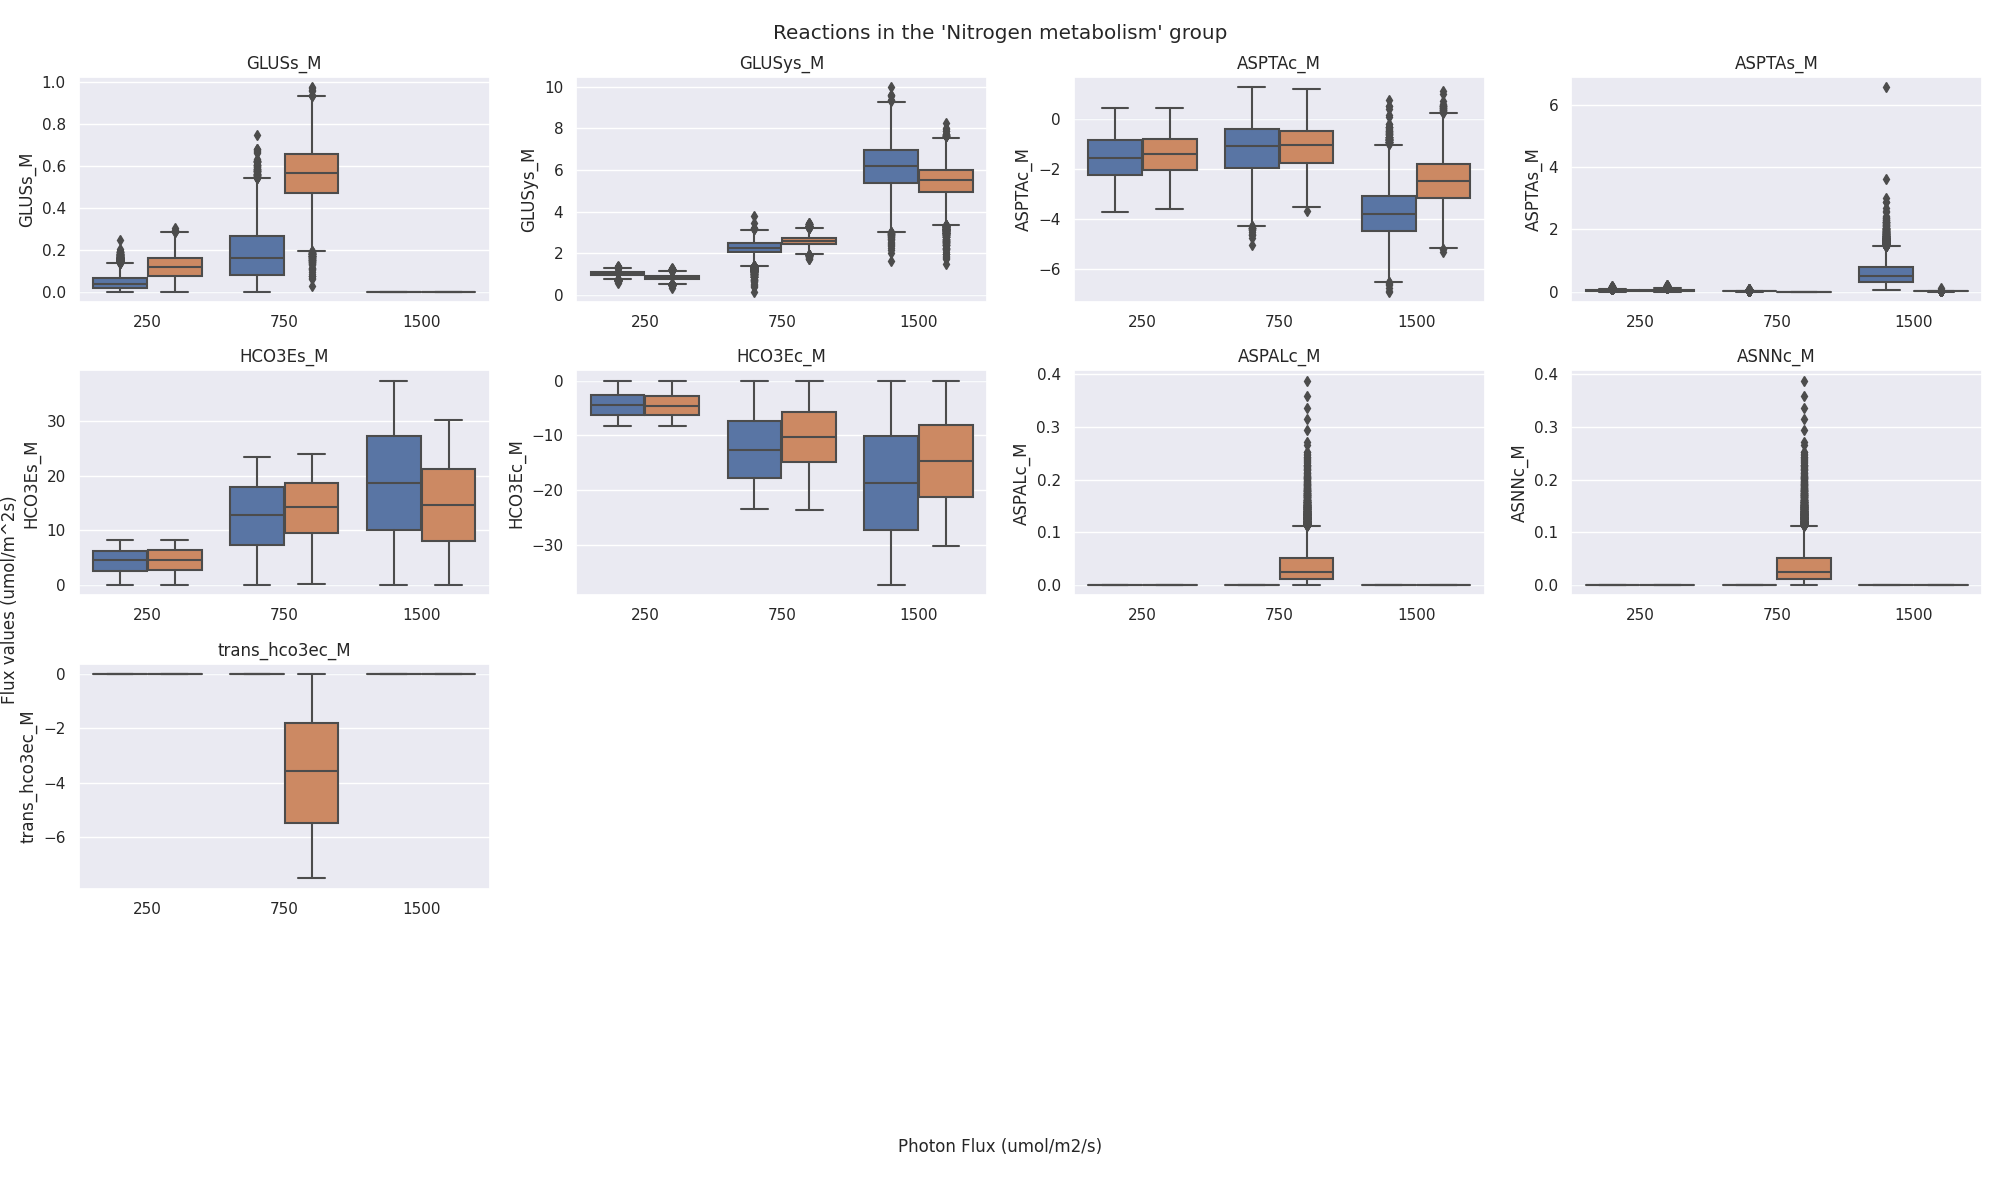 Reactions in the 'Nitrogen metabolism' group
GLUSs_M
GLUSs_M
1.0
0.8
0.6
0.4
0.2
0.0
250 750 1500
GLUSys_M
GLUSys_M
10
8
6
4
2
0
250 750 1500
ASPTAc_M
ASPTAc_M
0
−2
−4
−6
250 750 1500
ASPTAs_M
ASPTAs_M
6
4
2
0
250 750 1500
HCO3Es_M
HCO3Es_M
30
20
10
0
250 750 1500
HCO3Ec_M
HCO3Ec_M
0
−10
−20
−30
250 750 1500
ASPALc_M
ASPALc_M
0.4
0.3
0.2
0.1
0.0
250 750 1500
ASNNc_M
ASNNc_M
0.4
0.3
0.2
0.1
0.0
250 750 1500
Flux values (umol/m^2s)
trans_hco3ec_M
trans_hco3ec_M
0
−2
−4
−6
250 750 1500
Photon Flux (umol/m2/s)